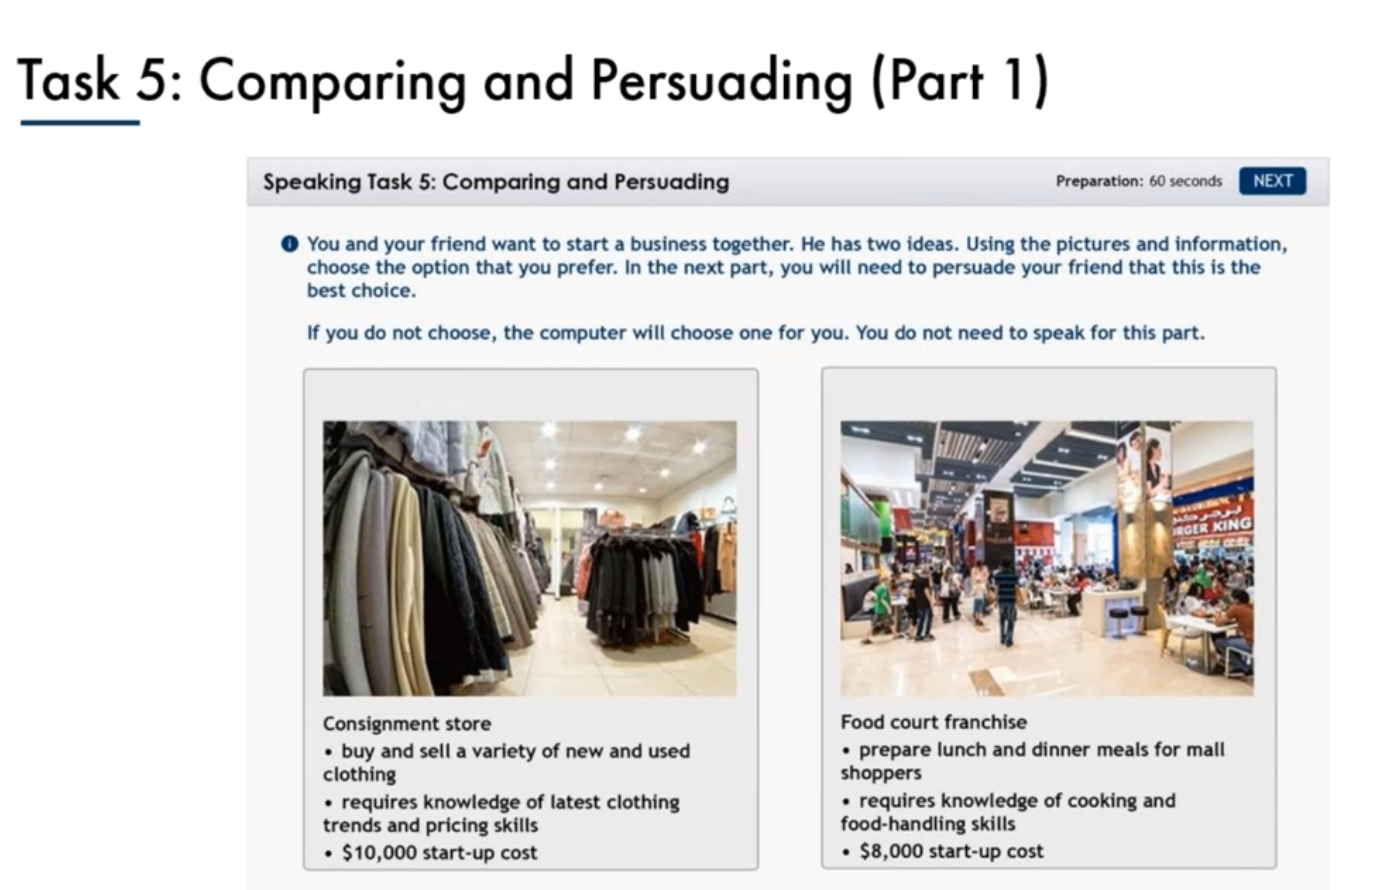 Task 5: Comparing and Persuading (Part 1)
Speaking Task 5: Comparing and Persuading
Preparation: 60 seconds
NEXT
You and your friend want to start a business together. He has two ideas. Using the pictures and information,
choose the option that you prefer. In the next part, you will need to persuade your friend that this is the
best choice.
If you do not choose, the computer will choose one for you. You do not need to speak for this part.
Consignment store
• buy and sell a variety of new and used
clothing
• requires knowledge of latest clothing
trends and pricing skills
• $10,000 start-up cost
برجر كنج
URGER KING
Food court franchise
• prepare lunch and dinner meals for mall
shoppers
• requires knowledge of cooking and
food-handling skills
• $8,000 start-up cost